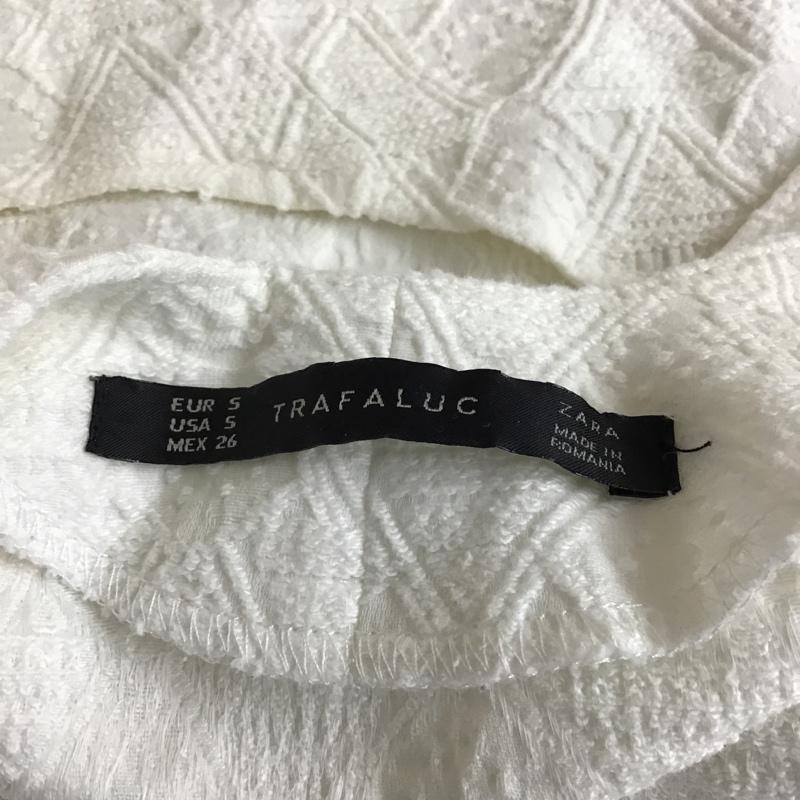 EUR S
USA S
MEX 26
TRAFALUC
ZARA
MADE IN
ROMANIA